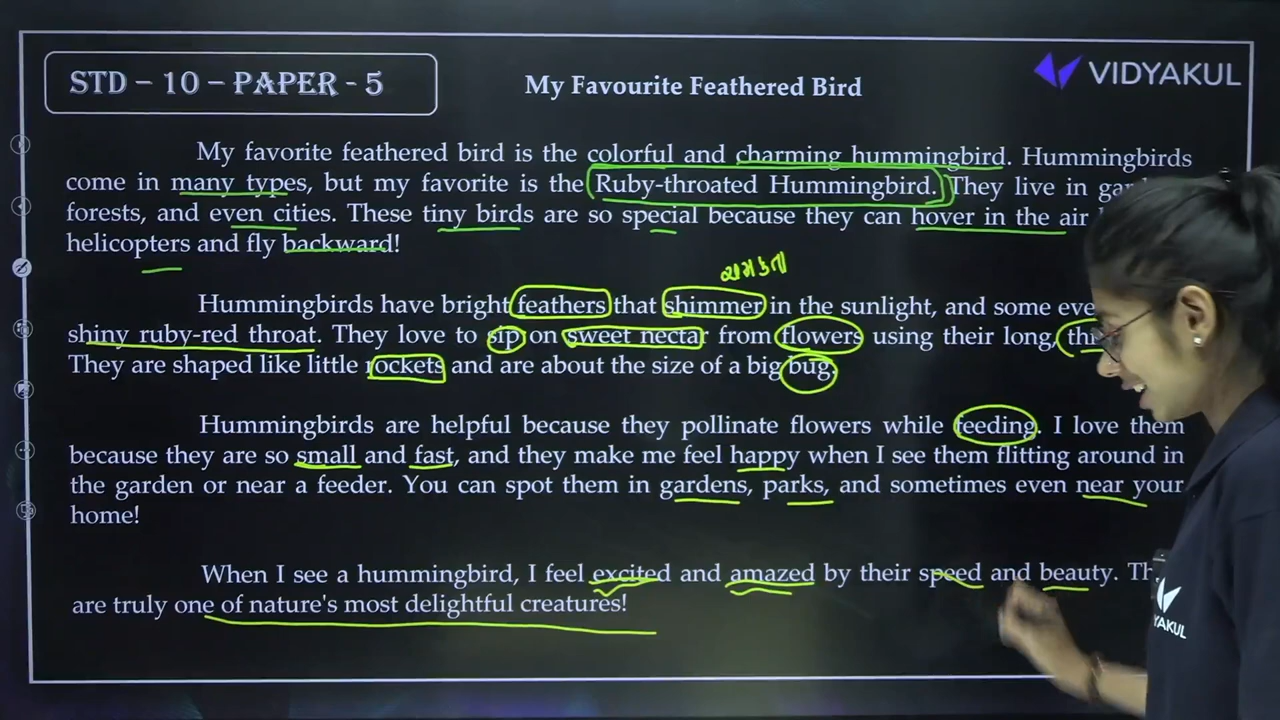 STD – 10 – PAPER - 5
My Favourite Feathered Bird
VIDYAKUL
My favorite feathered bird is the colorful and charming hummingbird. Hummingbirds
come in many types, but my favorite is the Ruby-throated Hummingbird. They live in
forests, and even cities. These tiny birds are so special because they can hover in the air
helicopters and fly backward!
ચમકતા
Hummingbirds have bright feathers that shimmer in the sunlight, and some
shiny ruby-red throat. They love to sip on sweet nectar from flowers using their long,
They are shaped like little rockets and are about the size of a big bug.
Hummingbirds are helpful because they pollinate flowers while feeding. I love them
because they are so small and fast, and they make me feel happy when I see them flitting around in
the garden or near a feeder. You can spot them in gardens, parks, and sometimes even near your
home!
When I see a hummingbird, I feel excited and amazed by their speed and beauty.
are truly one of nature's most delightful creatures!